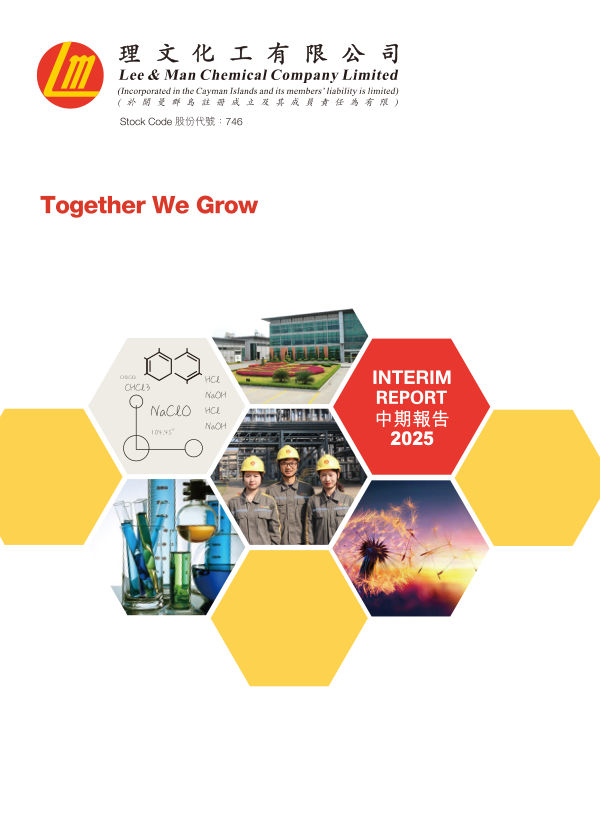 理文化工有限公司
Lee & Man Chemical Company Limited
(Incorporated in the Cayman Islands and its members' liability is limited)
(於開曼群島註冊成立及其成員責任為有限)
Stock Code 股份代號：746
Together We Grow
INTERIM
REPORT
中期報告
2025
CHCl3
HCl
NaOH
NaClO
HCl
NaOH
104.45°